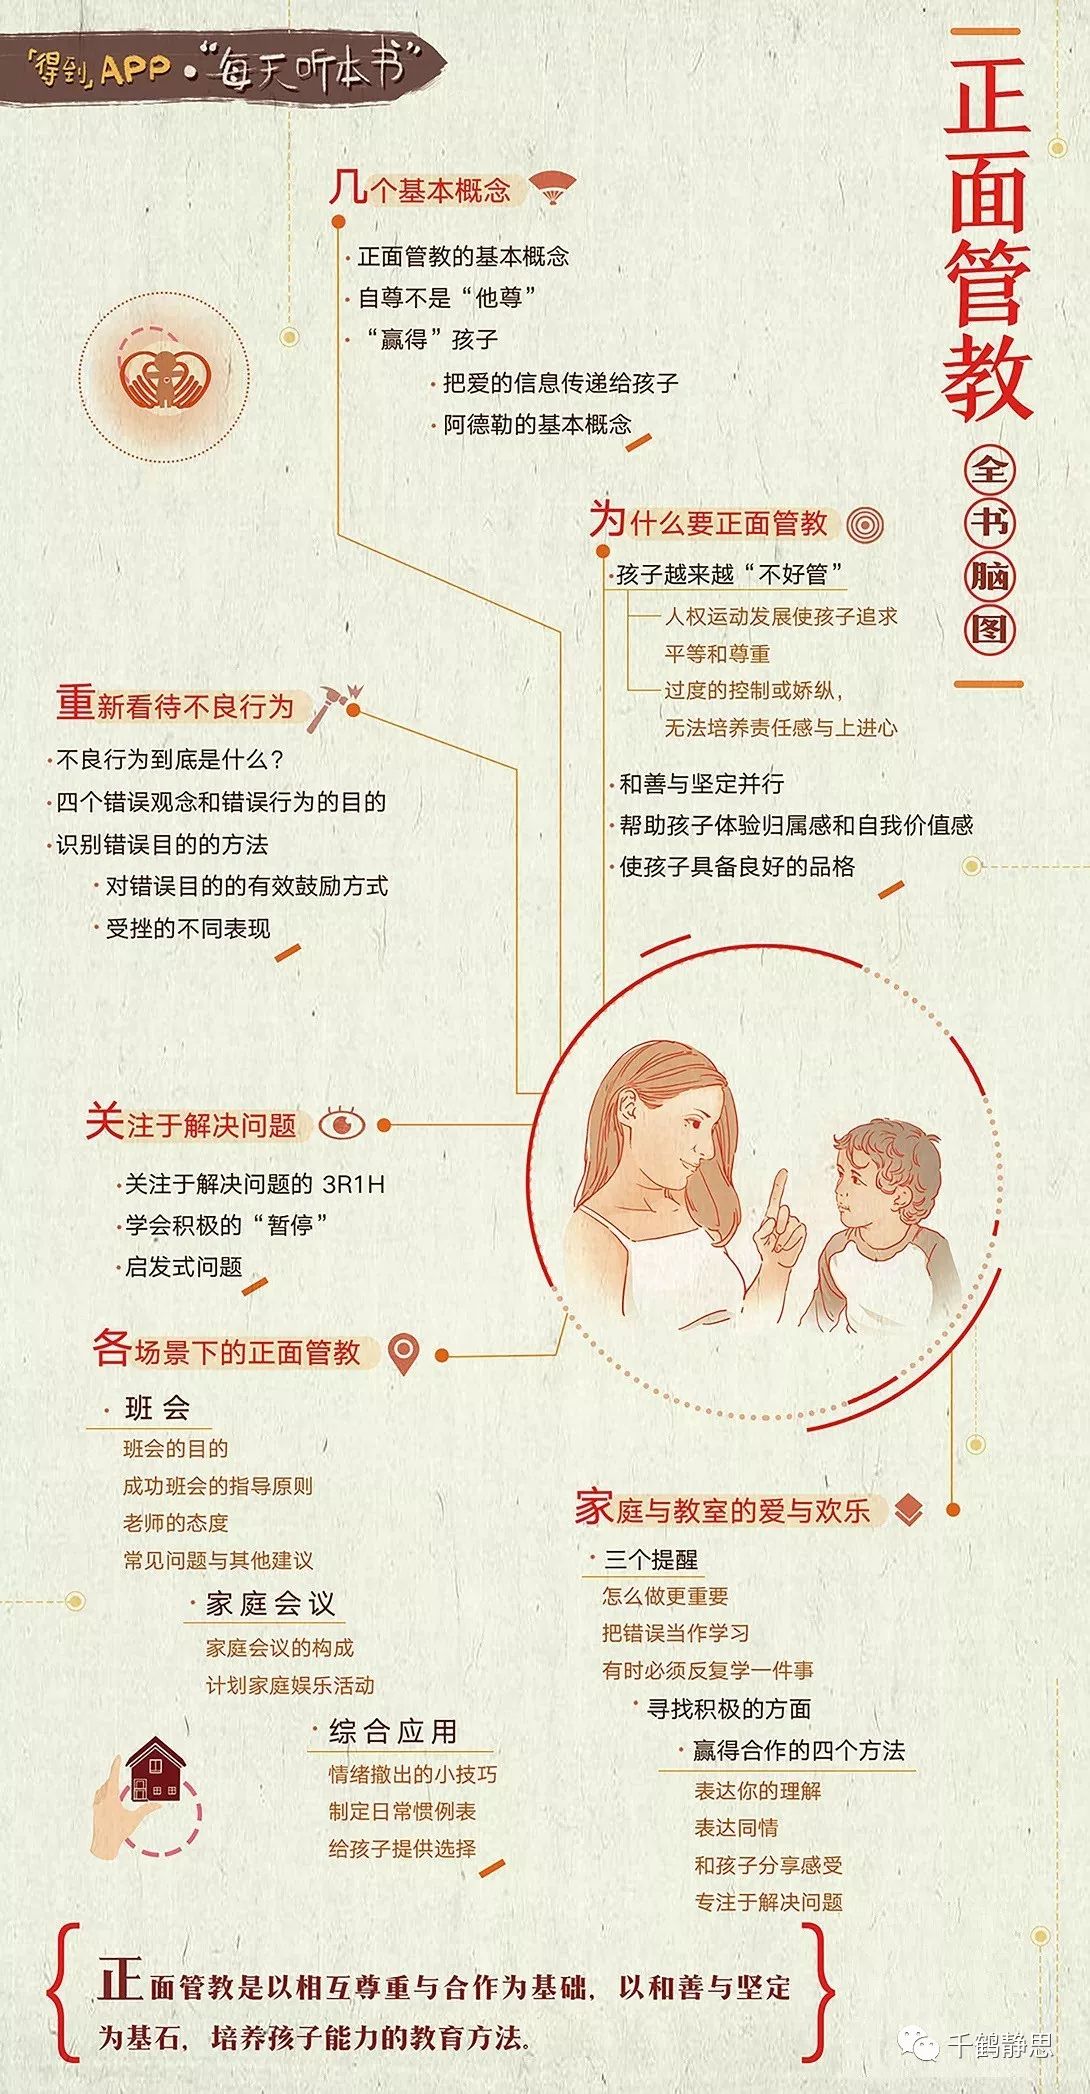 「得到」APP·“每天听本书”
正面管教
全书脑图
几个基本概念
·正面管教的基本概念
·自尊不是“他尊”
·“赢得”孩子
·把爱的信息传递给孩子
·阿德勒的基本概念
为什么要正面管教
·孩子越来越“不好管”
人权运动发展使孩子追求
平等和尊重
过度的控制或娇纵，
无法培养责任感与上进心
·和善与坚定并行
·帮助孩子体验归属感和自我价值感
·使孩子具备良好的品格
重新看待不良行为
·不良行为到底是什么？
·四个错误观念和错误行为的目的
·识别错误目的的方法
·对错误目的的有效鼓励方式
·受挫的不同表现
关注于解决问题
·关注于解决问题的 3R1H
·学会积极的“暂停”
·启发式问题
各场景下的正面管教
·班会
班会的目的
成功班会的指导原则
老师的态度
常见问题与其他建议
·家庭会议
家庭会议的构成
计划家庭娱乐活动
·综合应用
情绪撤出的小技巧
制定日常惯例表
给孩子提供选择
家庭与教室的爱与欢乐
·三个提醒
怎么做更重要
把错误当作学习
有时必须反复学一件事
·寻找积极的方面
·赢得合作的四个方法
表达你的理解
表达同情
和孩子分享感受
专注于解决问题
正面管教是以相互尊重与合作为基础，以和善与坚定
为基石，培养孩子能力的教育方法。
千鹤静思